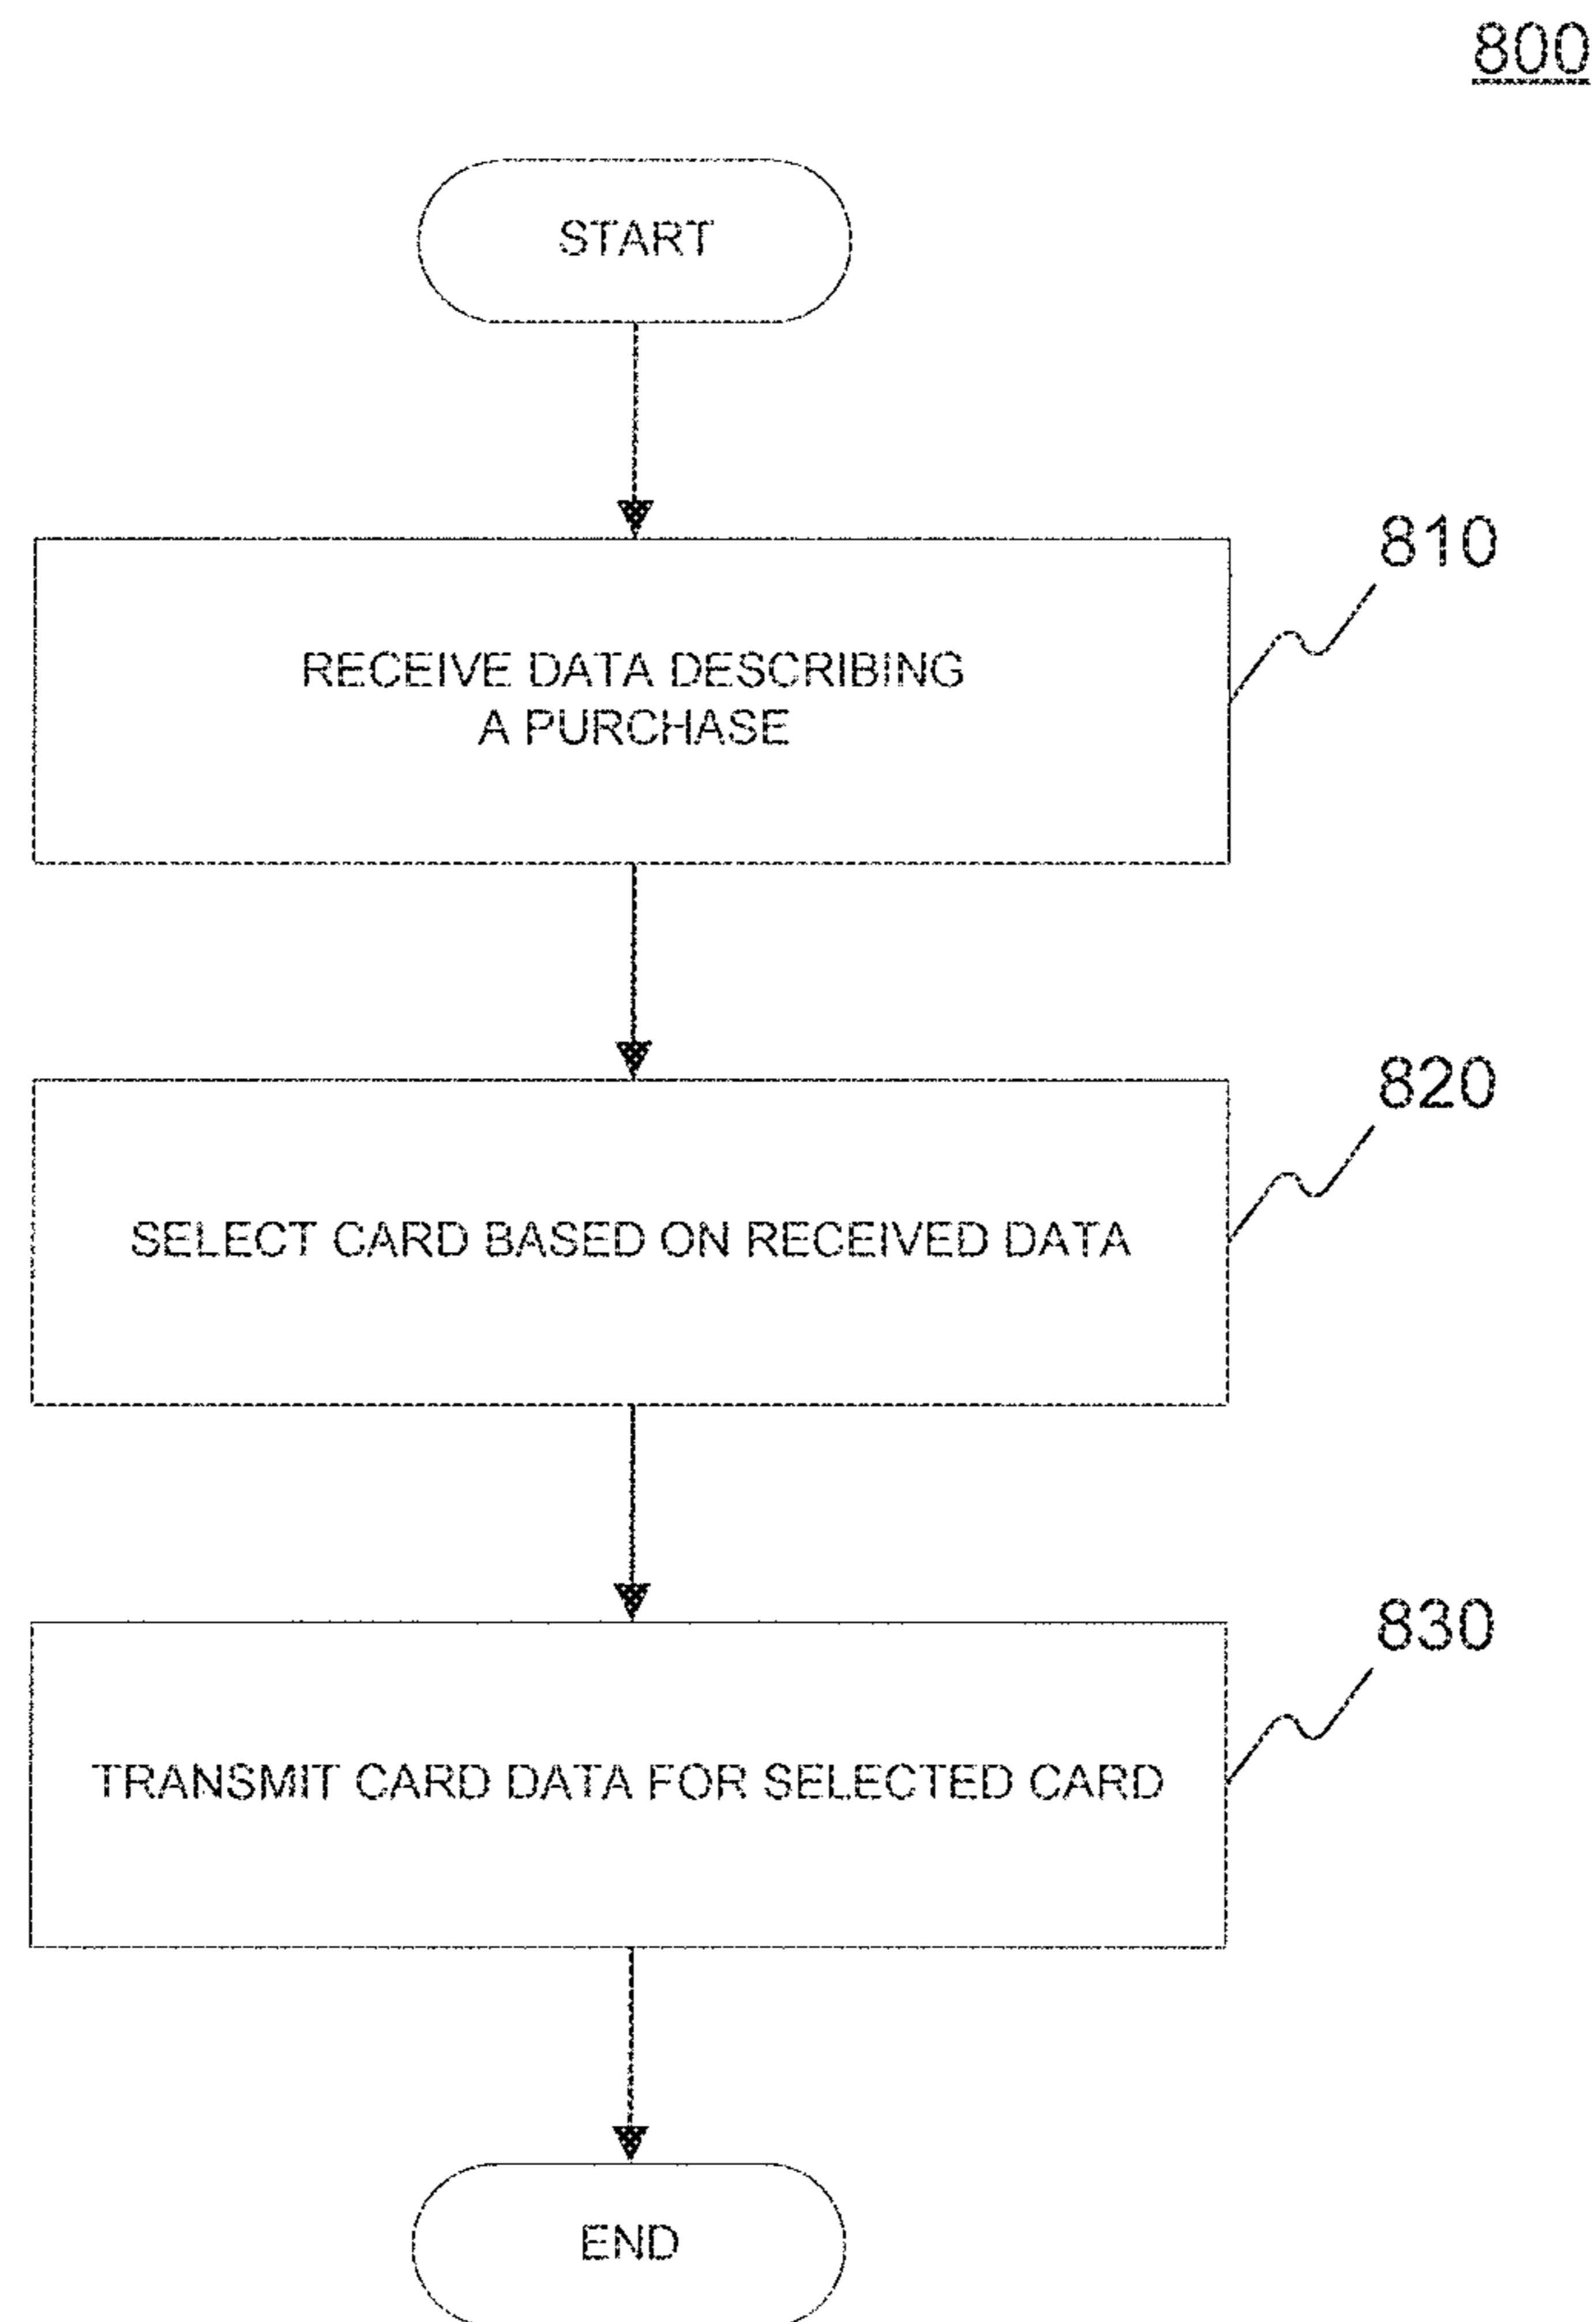 800
START
810
RECEIVE DATA DESCRIBING
A PURCHASE
820
SELECT CARD BASED ON RECEIVED DATA
830
TRANSMIT CARD DATA FOR SELECTED CARD
END